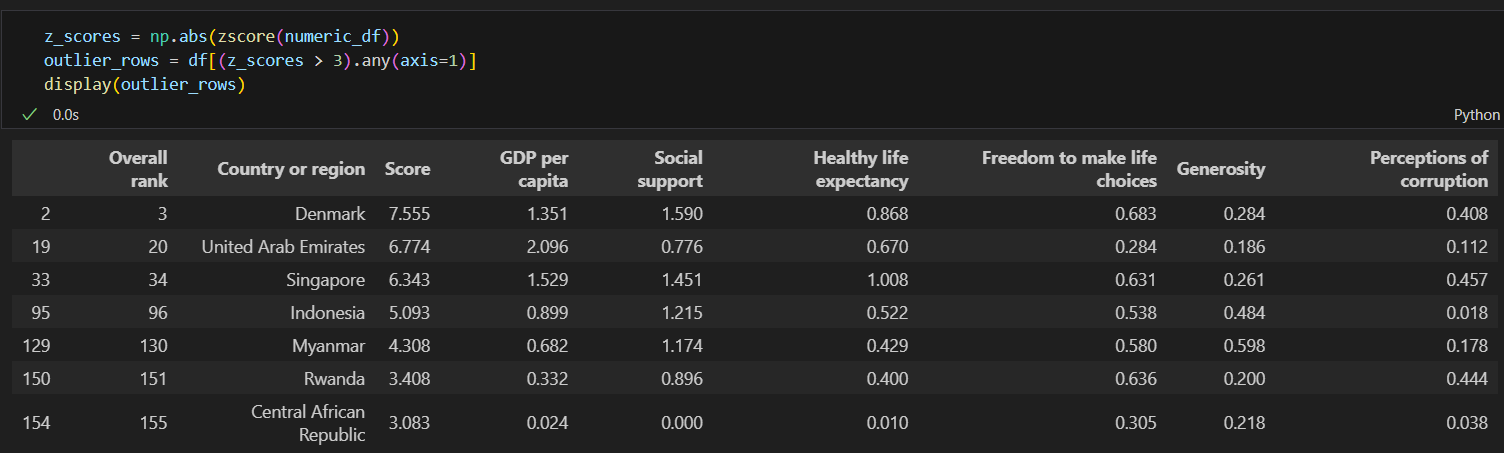 z_scores = np.abs(zscore(numeric_df))
outlier_rows = df[(z_scores > 3).any(axis=1)]
display(outlier_rows)
0.0s Python
Overall rank Country or region Score GDP per capita Social support Healthy life expectancy Freedom to make life choices Generosity Perceptions of corruption
2 3 Denmark 7.555 1.351 1.590 0.868 0.683 0.284 0.408
19 20 United Arab Emirates 6.774 2.096 0.776 0.670 0.284 0.186 0.112
33 34 Singapore 6.343 1.529 1.451 1.008 0.631 0.261 0.457
95 96 Indonesia 5.093 0.899 1.215 0.522 0.538 0.484 0.018
129 130 Myanmar 4.308 0.682 1.174 0.429 0.580 0.598 0.178
150 151 Rwanda 3.408 0.332 0.896 0.400 0.636 0.200 0.444
154 155 Central African Republic 3.083 0.024 0.000 0.010 0.305 0.218 0.038